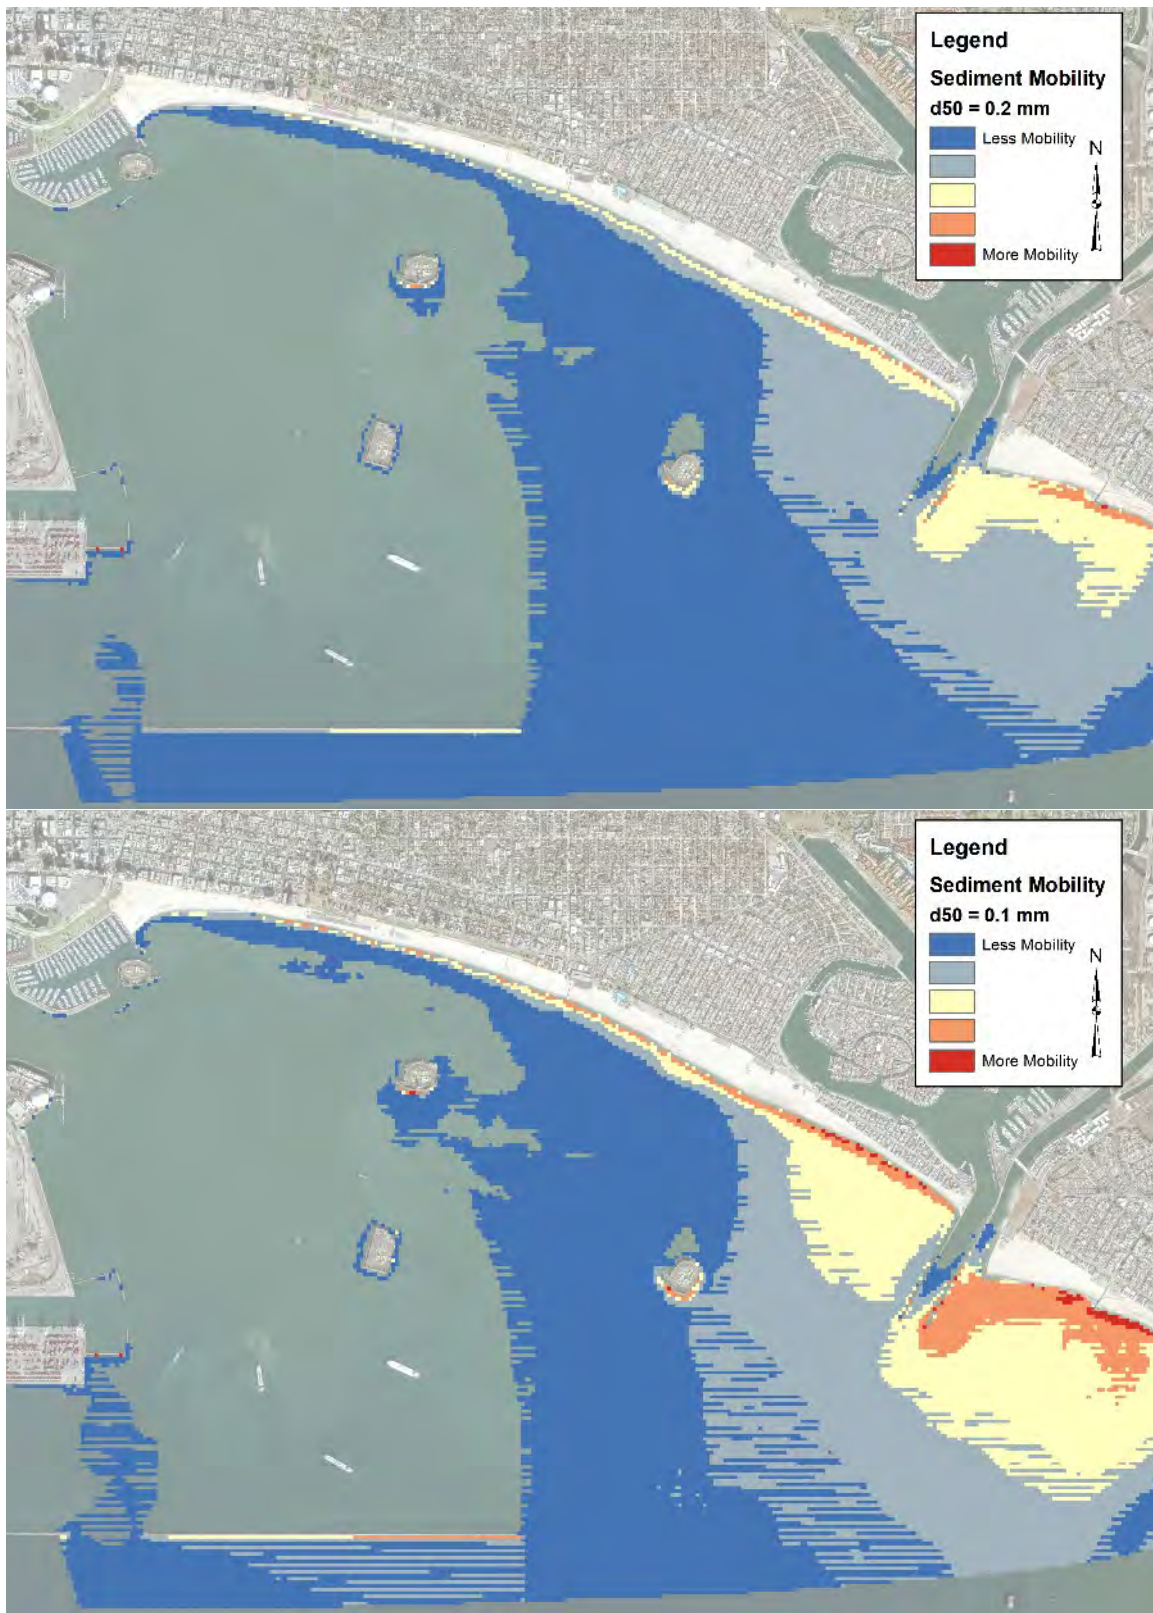 Legend
Sediment Mobility
d50 = 0.2 mm
Less Mobility
N
More Mobility
Legend
Sediment Mobility
d50 = 0.1 mm
Less Mobility
N
More Mobility